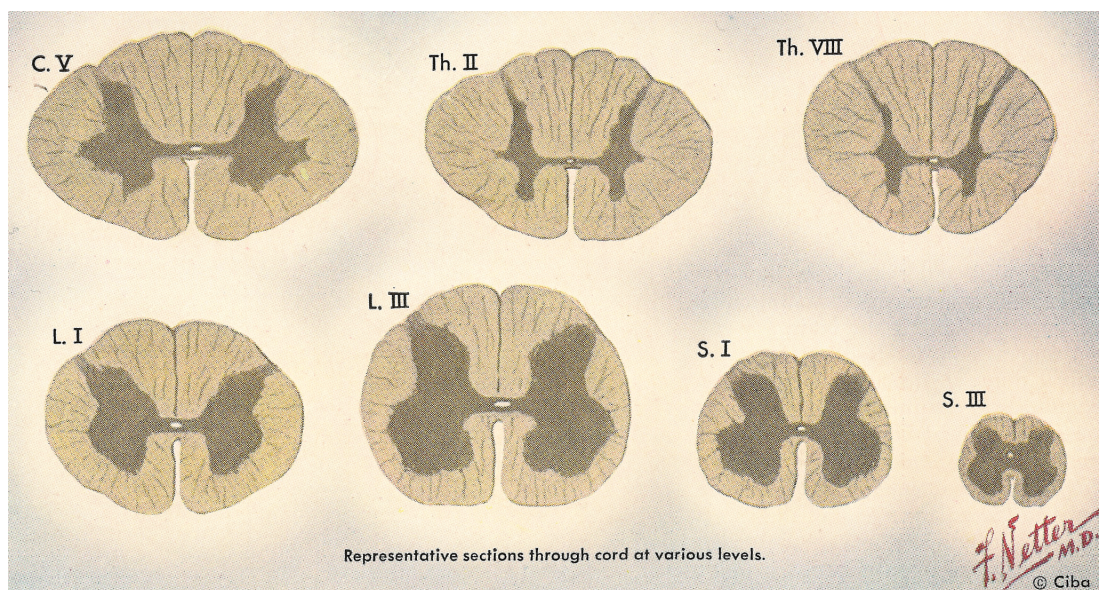 C. V
Th. II
Th. VIII
L. I
L. III
S. I
S. III
Representative sections through cord at various levels.
F. Netter
M.D.
© Ciba